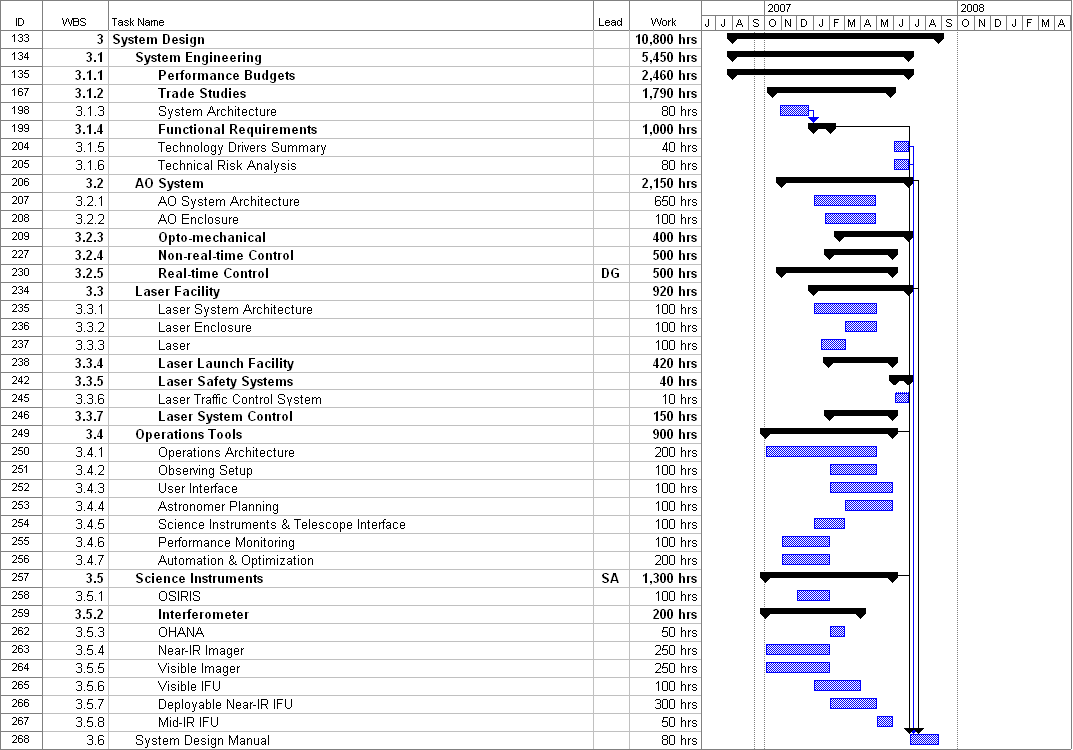 2007 2008
ID WBS Task Name Lead Work J J A S O N D J F M A M J J A S O N D J F M A
133 3 System Design 10,800 hrs
134 3.1 System Engineering 5,450 hrs
135 3.1.1 Performance Budgets 2,460 hrs
167 3.1.2 Trade Studies 1,790 hrs
198 3.1.3 System Architecture 80 hrs
199 3.1.4 Functional Requirements 1,000 hrs
204 3.1.5 Technology Drivers Summary 40 hrs
205 3.1.6 Technical Risk Analysis 80 hrs
206 3.2 AO System 2,150 hrs
207 3.2.1 AO System Architecture 650 hrs
208 3.2.2 AO Enclosure 100 hrs
209 3.2.3 Opto-mechanical 400 hrs
227 3.2.4 Non-real-time Control 500 hrs
230 3.2.5 Real-time Control DG 500 hrs
234 3.3 Laser Facility 920 hrs
235 3.3.1 Laser System Architecture 100 hrs
236 3.3.2 Laser Enclosure 100 hrs
237 3.3.3 Laser 100 hrs
238 3.3.4 Laser Launch Facility 420 hrs
242 3.3.5 Laser Safety Systems 40 hrs
245 3.3.6 Laser Traffic Control System 10 hrs
246 3.3.7 Laser System Control 150 hrs
249 3.4 Operations Tools 900 hrs
250 3.4.1 Operations Architecture 200 hrs
251 3.4.2 Observing Setup 100 hrs
252 3.4.3 User Interface 100 hrs
253 3.4.4 Astronomer Planning 100 hrs
254 3.4.5 Science Instruments & Telescope Interface 100 hrs
255 3.4.6 Performance Monitoring 100 hrs
256 3.4.7 Automation & Optimization 200 hrs
257 3.5 Science Instruments SA 1,300 hrs
258 3.5.1 OSIRIS 100 hrs
259 3.5.2 Interferometer 200 hrs
262 3.5.3 OHANA 50 hrs
263 3.5.4 Near-IR Imager 250 hrs
264 3.5.5 Visible Imager 250 hrs
265 3.5.6 Visible IFU 100 hrs
266 3.5.7 Deployable Near-IR IFU 300 hrs
267 3.5.8 Mid-IR IFU 50 hrs
268 3.6 System Design Manual 80 hrs